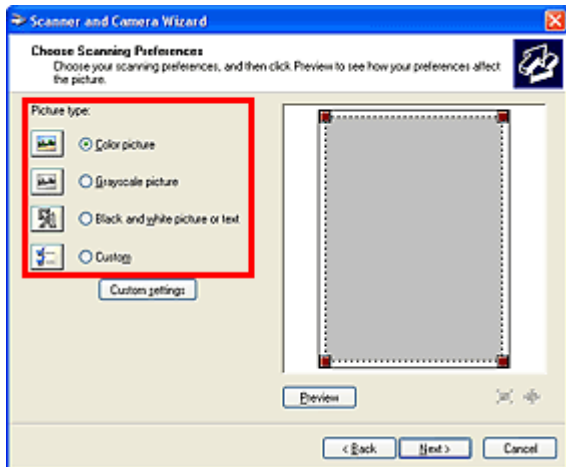 Scanner and Camera Wizard
Choose Scanning Preferences
Choose your scanning preferences, and then click Preview to see how your preferences affect
the picture.
Picture type:
Color picture
Grayscale picture
Black and white picture or text
Custom
Custom settings
Preview
< Back
Next >
Cancel